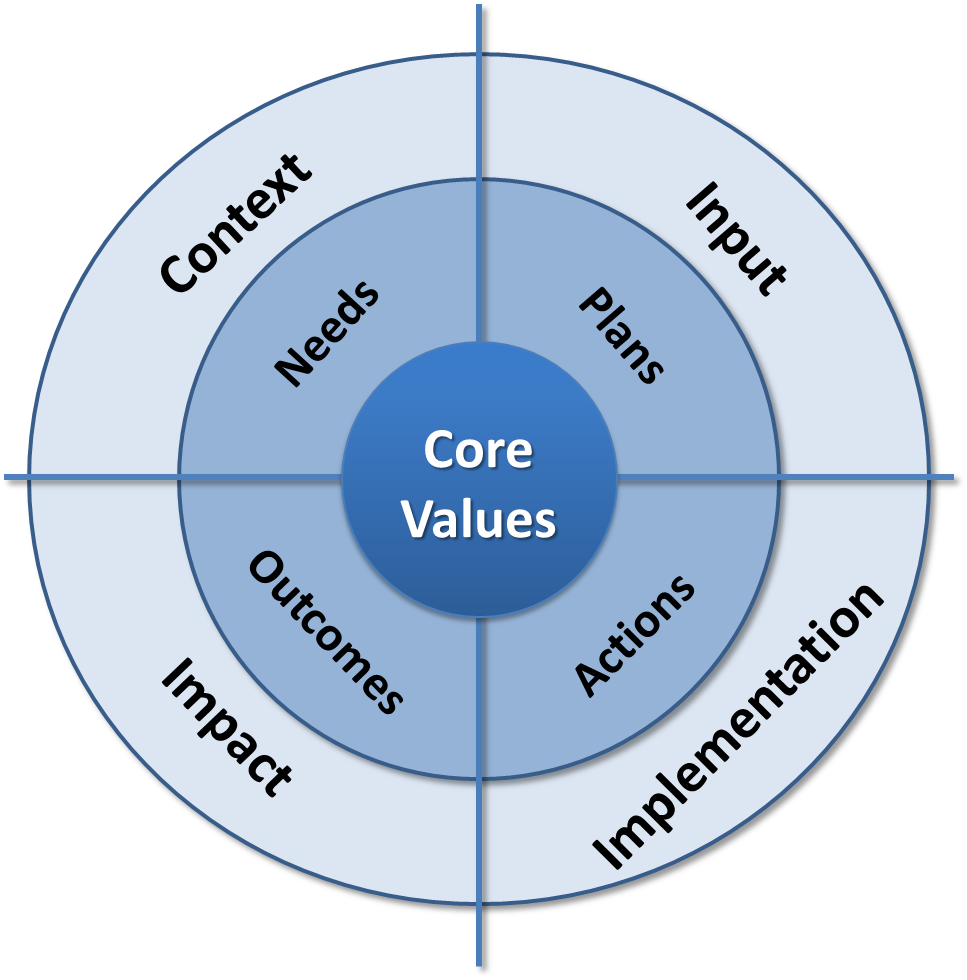 Context
Input
Needs
Plans
Core
Values
Outcomes
Actions
Impact
Implementation